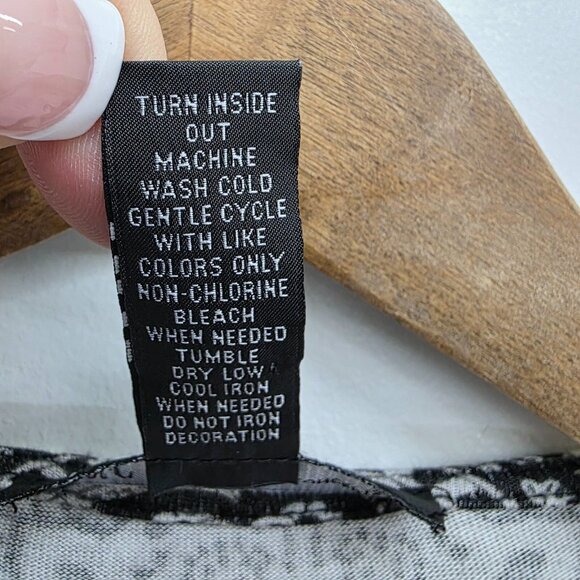 TURN INSIDE
OUT
MACHINE
WASH COLD
GENTLE CYCLE
WITH LIKE
COLORS ONLY
NON-CHLORINE
BLEACH
WHEN NEEDED
TUMBLE
DRY LOW
COOL IRON
WHEN NEEDED
DO NOT IRON
DECORATION